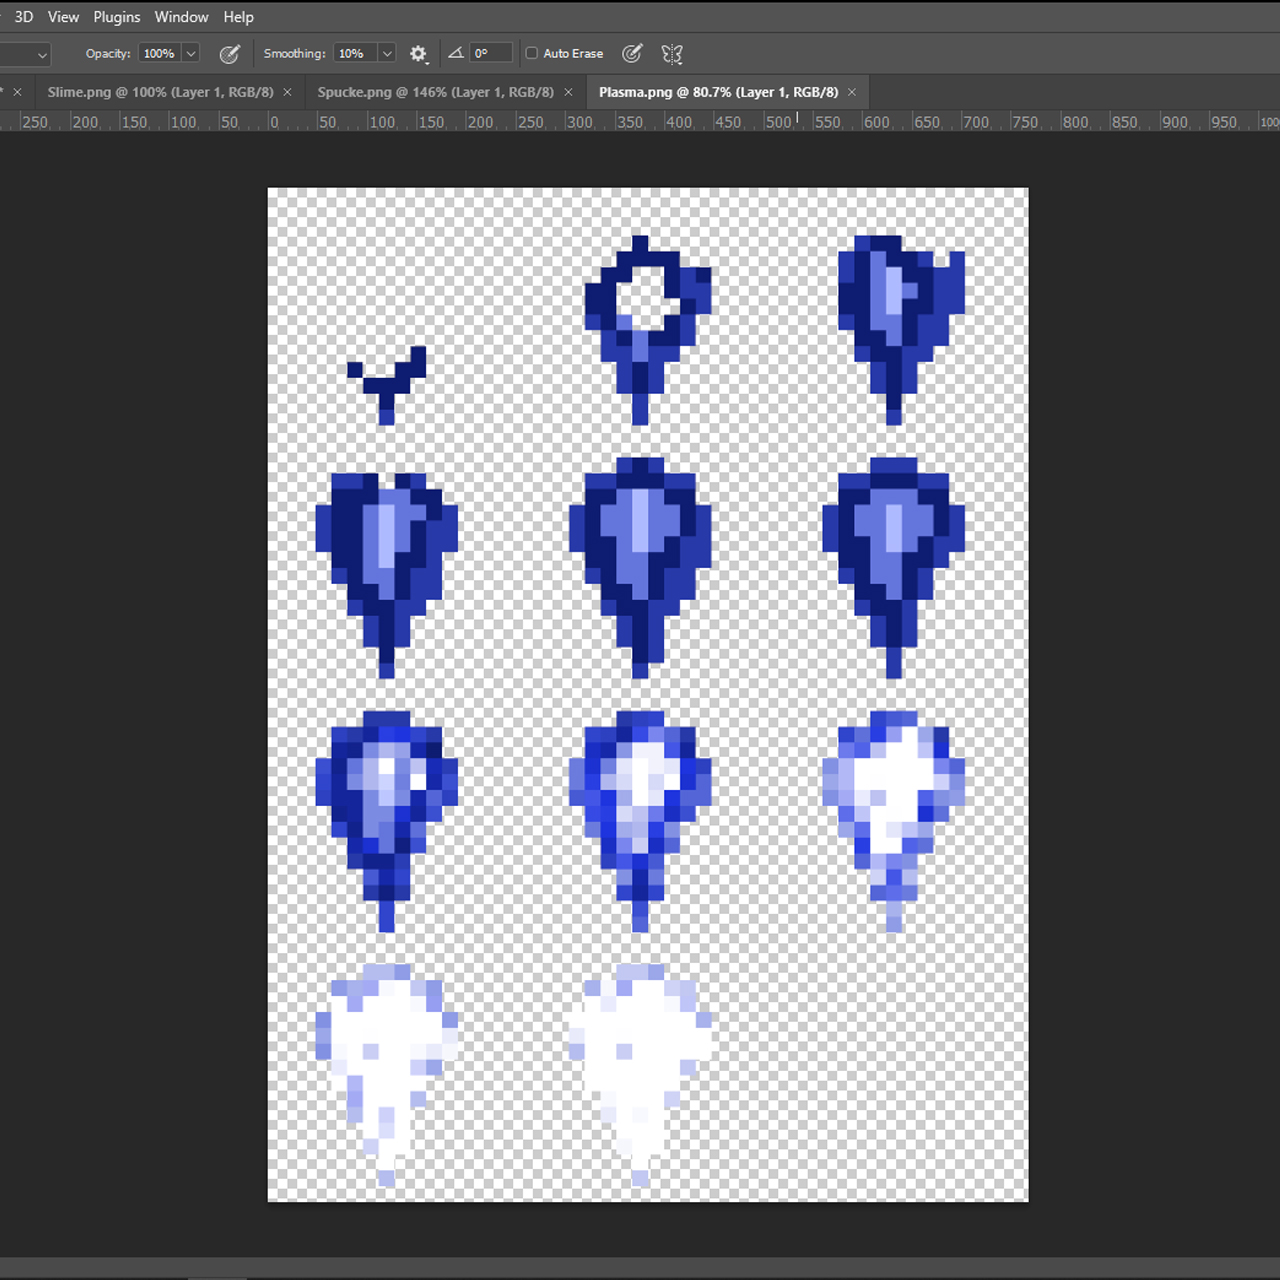 3D View Plugins Window Help
Opacity: 100% Smoothing: 10% 0° Auto Erase
Slime.png @ 100% (Layer 1, RGB/8) × Spucke.png @ 146% (Layer 1, RGB/8) × Plasma.png @ 80.7% (Layer 1, RGB/8) ×
250 200 150 100 50 0 50 100 150 200 250 300 350 400 450 500 550 600 650 700 750 800 850 900 950